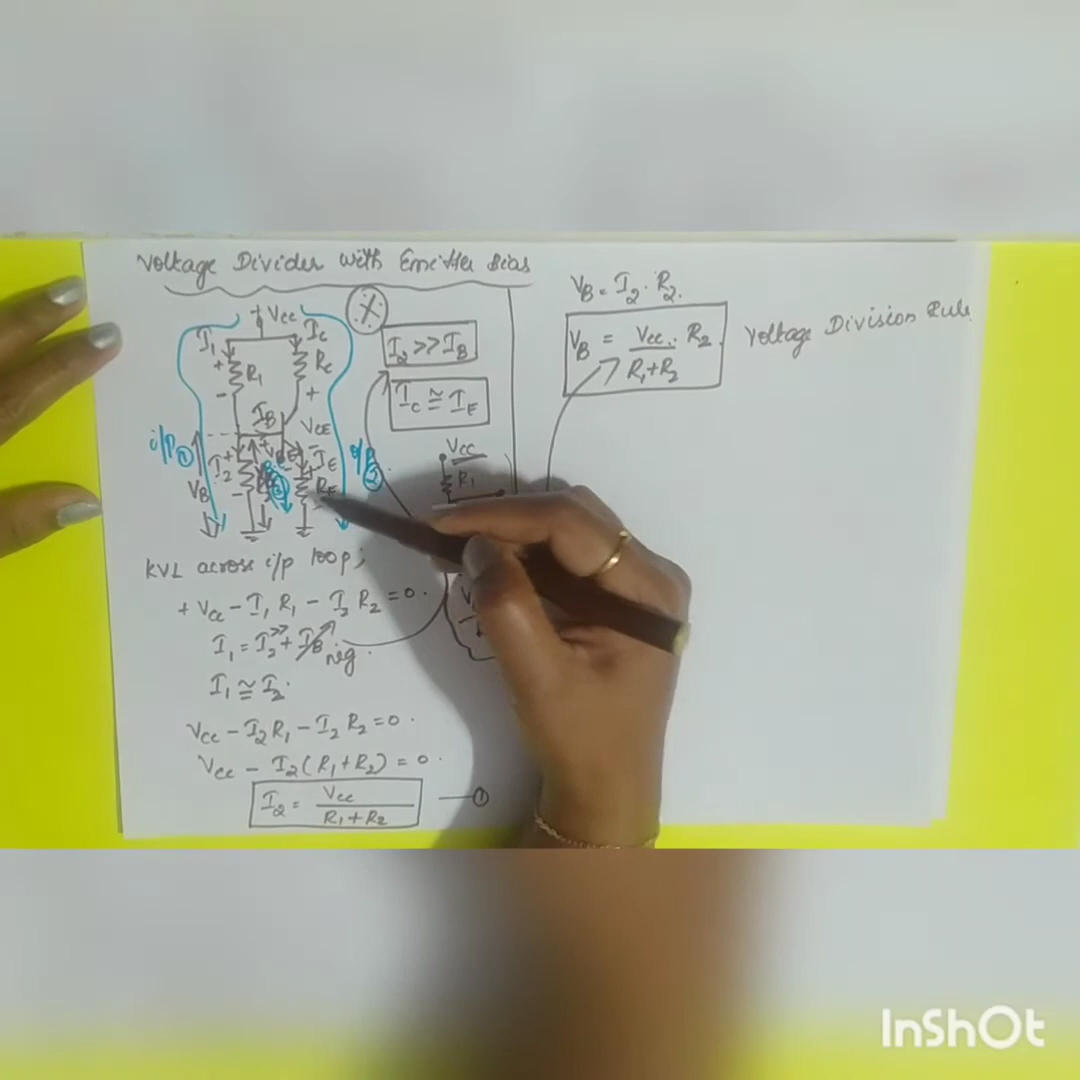 Voltage Divider with Emitter Bias
+ Vcc
I1
Ic
+
R1
Rc
-
+
IB
VCE
-
i/P ①
I2
+
IE
+
RE
VB
-
②
I2 >> IB
Ic ≅ IE
Vcc
R1
KVL across i/p loop;
+ Vcc - I1 R1 - I2 R2 = 0.
I1 = I2 >> + IB neg.
I1 ≅ I2.
Vcc - I2 R1 - I2 R2 = 0.
Vcc - I2 (R1 + R2) = 0.
I2 = Vcc / R1 + R2 — ①
VB = I2 . R2.
VB = Vcc . R2. / R1 + R2
Voltage Division Rule
InShOt